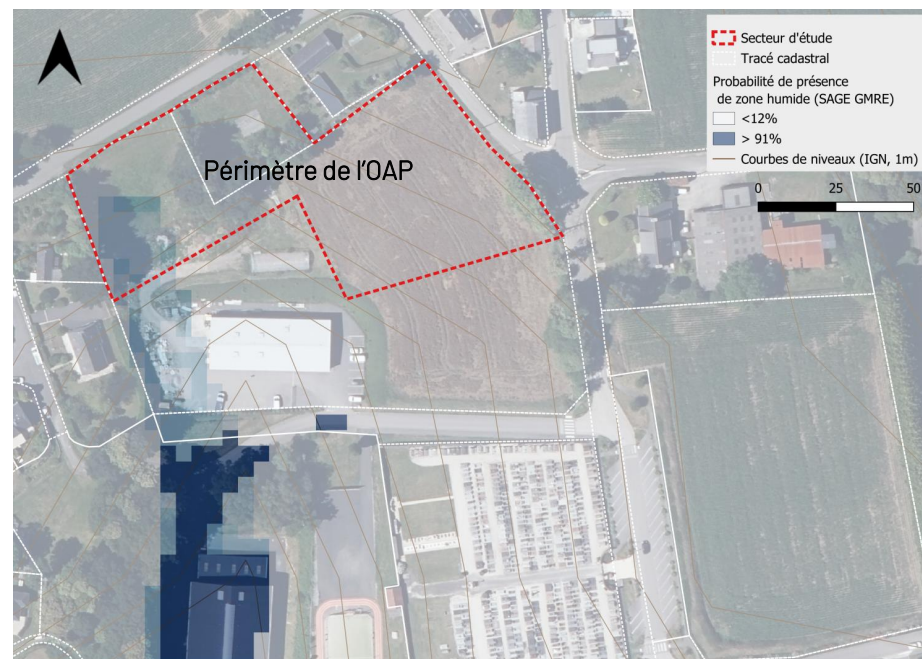 Secteur d'étude
Tracé cadastral
Probabilité de présence
de zone humide (SAGE GMRE)
<12%
> 91%
Courbes de niveaux (IGN, 1m)
0 25 50
Périmètre de l'OAP